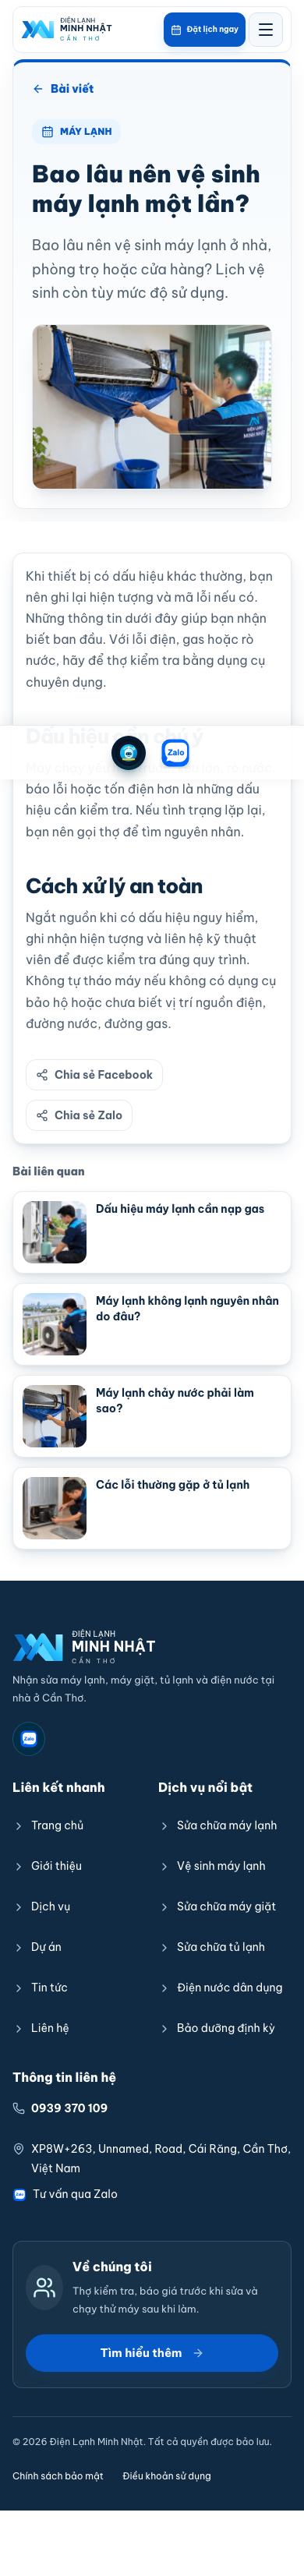 ĐIỆN LẠNH
MINH NHẬT
CẦN THƠ
Đặt lịch ngay
Bài viết
MÁY LẠNH
Bao lâu nên vệ sinh
máy lạnh một lần?
Bao lâu nên vệ sinh máy lạnh ở nhà,
phòng trọ hoặc cửa hàng? Lịch vệ
sinh còn tùy mức độ sử dụng.
Khi thiết bị có dấu hiệu khác thường, bạn
nên ghi lại hiện tượng và mã lỗi nếu có.
Những thông tin dưới đây giúp bạn nhận
biết ban đầu. Với lỗi điện, gas hoặc rò
nước, hãy để thợ kiểm tra bằng dụng cụ
chuyên dụng.
Dấu hiệu cần chú ý
Zalo
báo lỗi hoặc tốn điện hơn là những dấu
hiệu cần kiểm tra. Nếu tình trạng lặp lại,
bạn nên gọi thợ để tìm nguyên nhân.
Cách xử lý an toàn
Ngắt nguồn khi có dấu hiệu nguy hiểm,
ghi nhận hiện tượng và liên hệ kỹ thuật
viên để được kiểm tra đúng quy trình.
Không tự tháo máy nếu không có dụng cụ
bảo hộ hoặc chưa biết vị trí nguồn điện,
đường nước, đường gas.
Chia sẻ Facebook
Chia sẻ Zalo
Bài liên quan
Dấu hiệu máy lạnh cần nạp gas
Máy lạnh không lạnh nguyên nhân
do đâu?
Máy lạnh chảy nước phải làm
sao?
Các lỗi thường gặp ở tủ lạnh
ĐIỆN LẠNH
MINH NHẬT
CẦN THƠ
Nhận sửa máy lạnh, máy giặt, tủ lạnh và điện nước tại
nhà ở Cần Thơ.
Zalo
Liên kết nhanh
Trang chủ
Giới thiệu
Dịch vụ
Dự án
Tin tức
Liên hệ
Dịch vụ nổi bật
Sửa chữa máy lạnh
Vệ sinh máy lạnh
Sửa chữa máy giặt
Sửa chữa tủ lạnh
Điện nước dân dụng
Bảo dưỡng định kỳ
Thông tin liên hệ
0939 370 109
XP8W+263, Unnamed, Road, Cái Răng, Cần Thơ,
Việt Nam
Tư vấn qua Zalo
Về chúng tôi
Thợ kiểm tra, báo giá trước khi sửa và
chạy thử máy sau khi làm.
Tìm hiểu thêm
© 2026 Điện Lạnh Minh Nhật. Tất cả quyền được bảo lưu.
Chính sách bảo mật
Điều khoản sử dụng